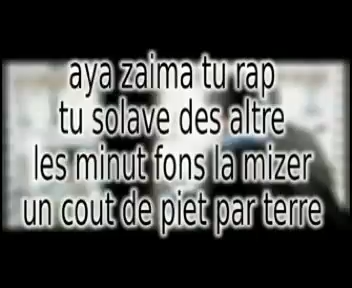 aya zaima tu rap
tu solave des altre
les minut fons la mizer
un cout de piet par terre